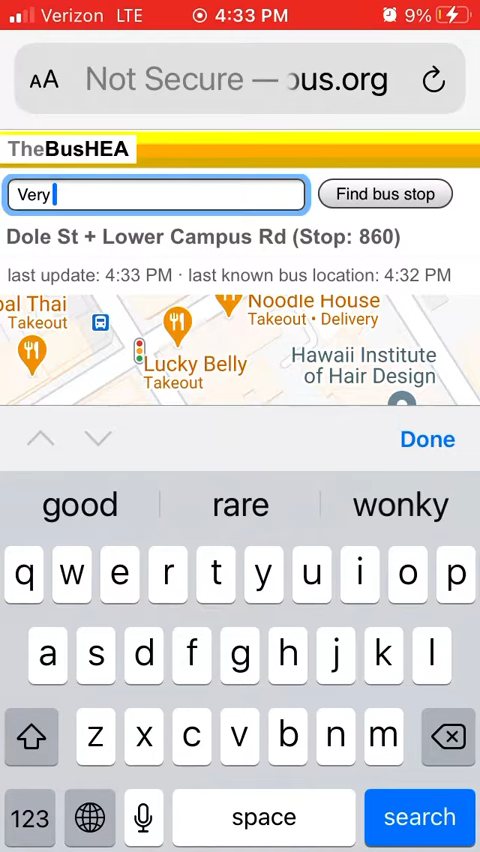 Verizon LTE 4:33 PM 9%
AA Not Secure — bus.org
TheBusHEA
Very Find bus stop
Dole St + Lower Campus Rd (Stop: 860)
last update: 4:33 PM · last known bus location: 4:32 PM
Thai
Takeout
Noodle House
Takeout • Delivery
Lucky Belly
Takeout
Hawaii Institute
of Hair Design
Done
good rare wonky
q w e r t y u i o p
a s d f g h j k l
z x c v b n m
123 space search